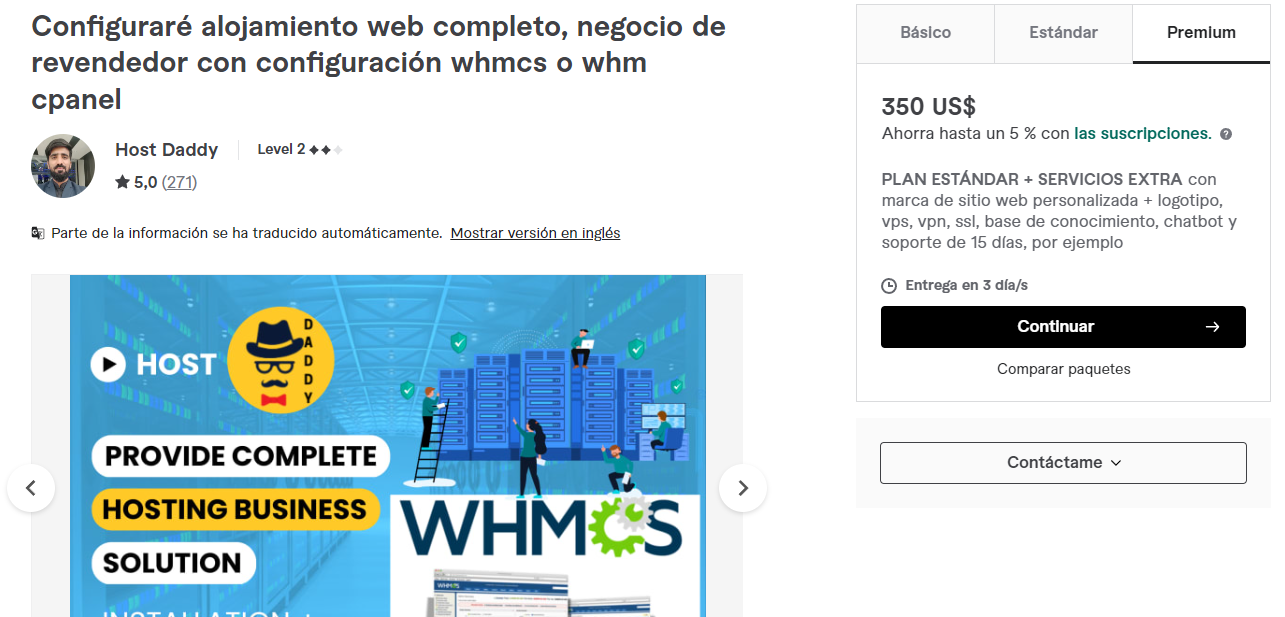 Configuraré alojamiento web completo, negocio de
revendedor con configuración whmcs o whm
cpanel
Host Daddy
Level 2
5,0 (271)
Parte de la información se ha traducido automáticamente. Mostrar versión en inglés
HOST
DADDY
PROVIDE COMPLETE
HOSTING BUSINESS
SOLUTION
INSTALLATION +
WHMCS
WHMCS
Básico
Estándar
Premium
350 US$
Ahorra hasta un 5 % con las suscripciones.
PLAN ESTÁNDAR + SERVICIOS EXTRA con
marca de sitio web personalizada + logotipo,
vps, vpn, ssl, base de conocimiento, chatbot y
soporte de 15 días, por ejemplo
Entrega en 3 día/s
Continuar
Comparar paquetes
Contáctame